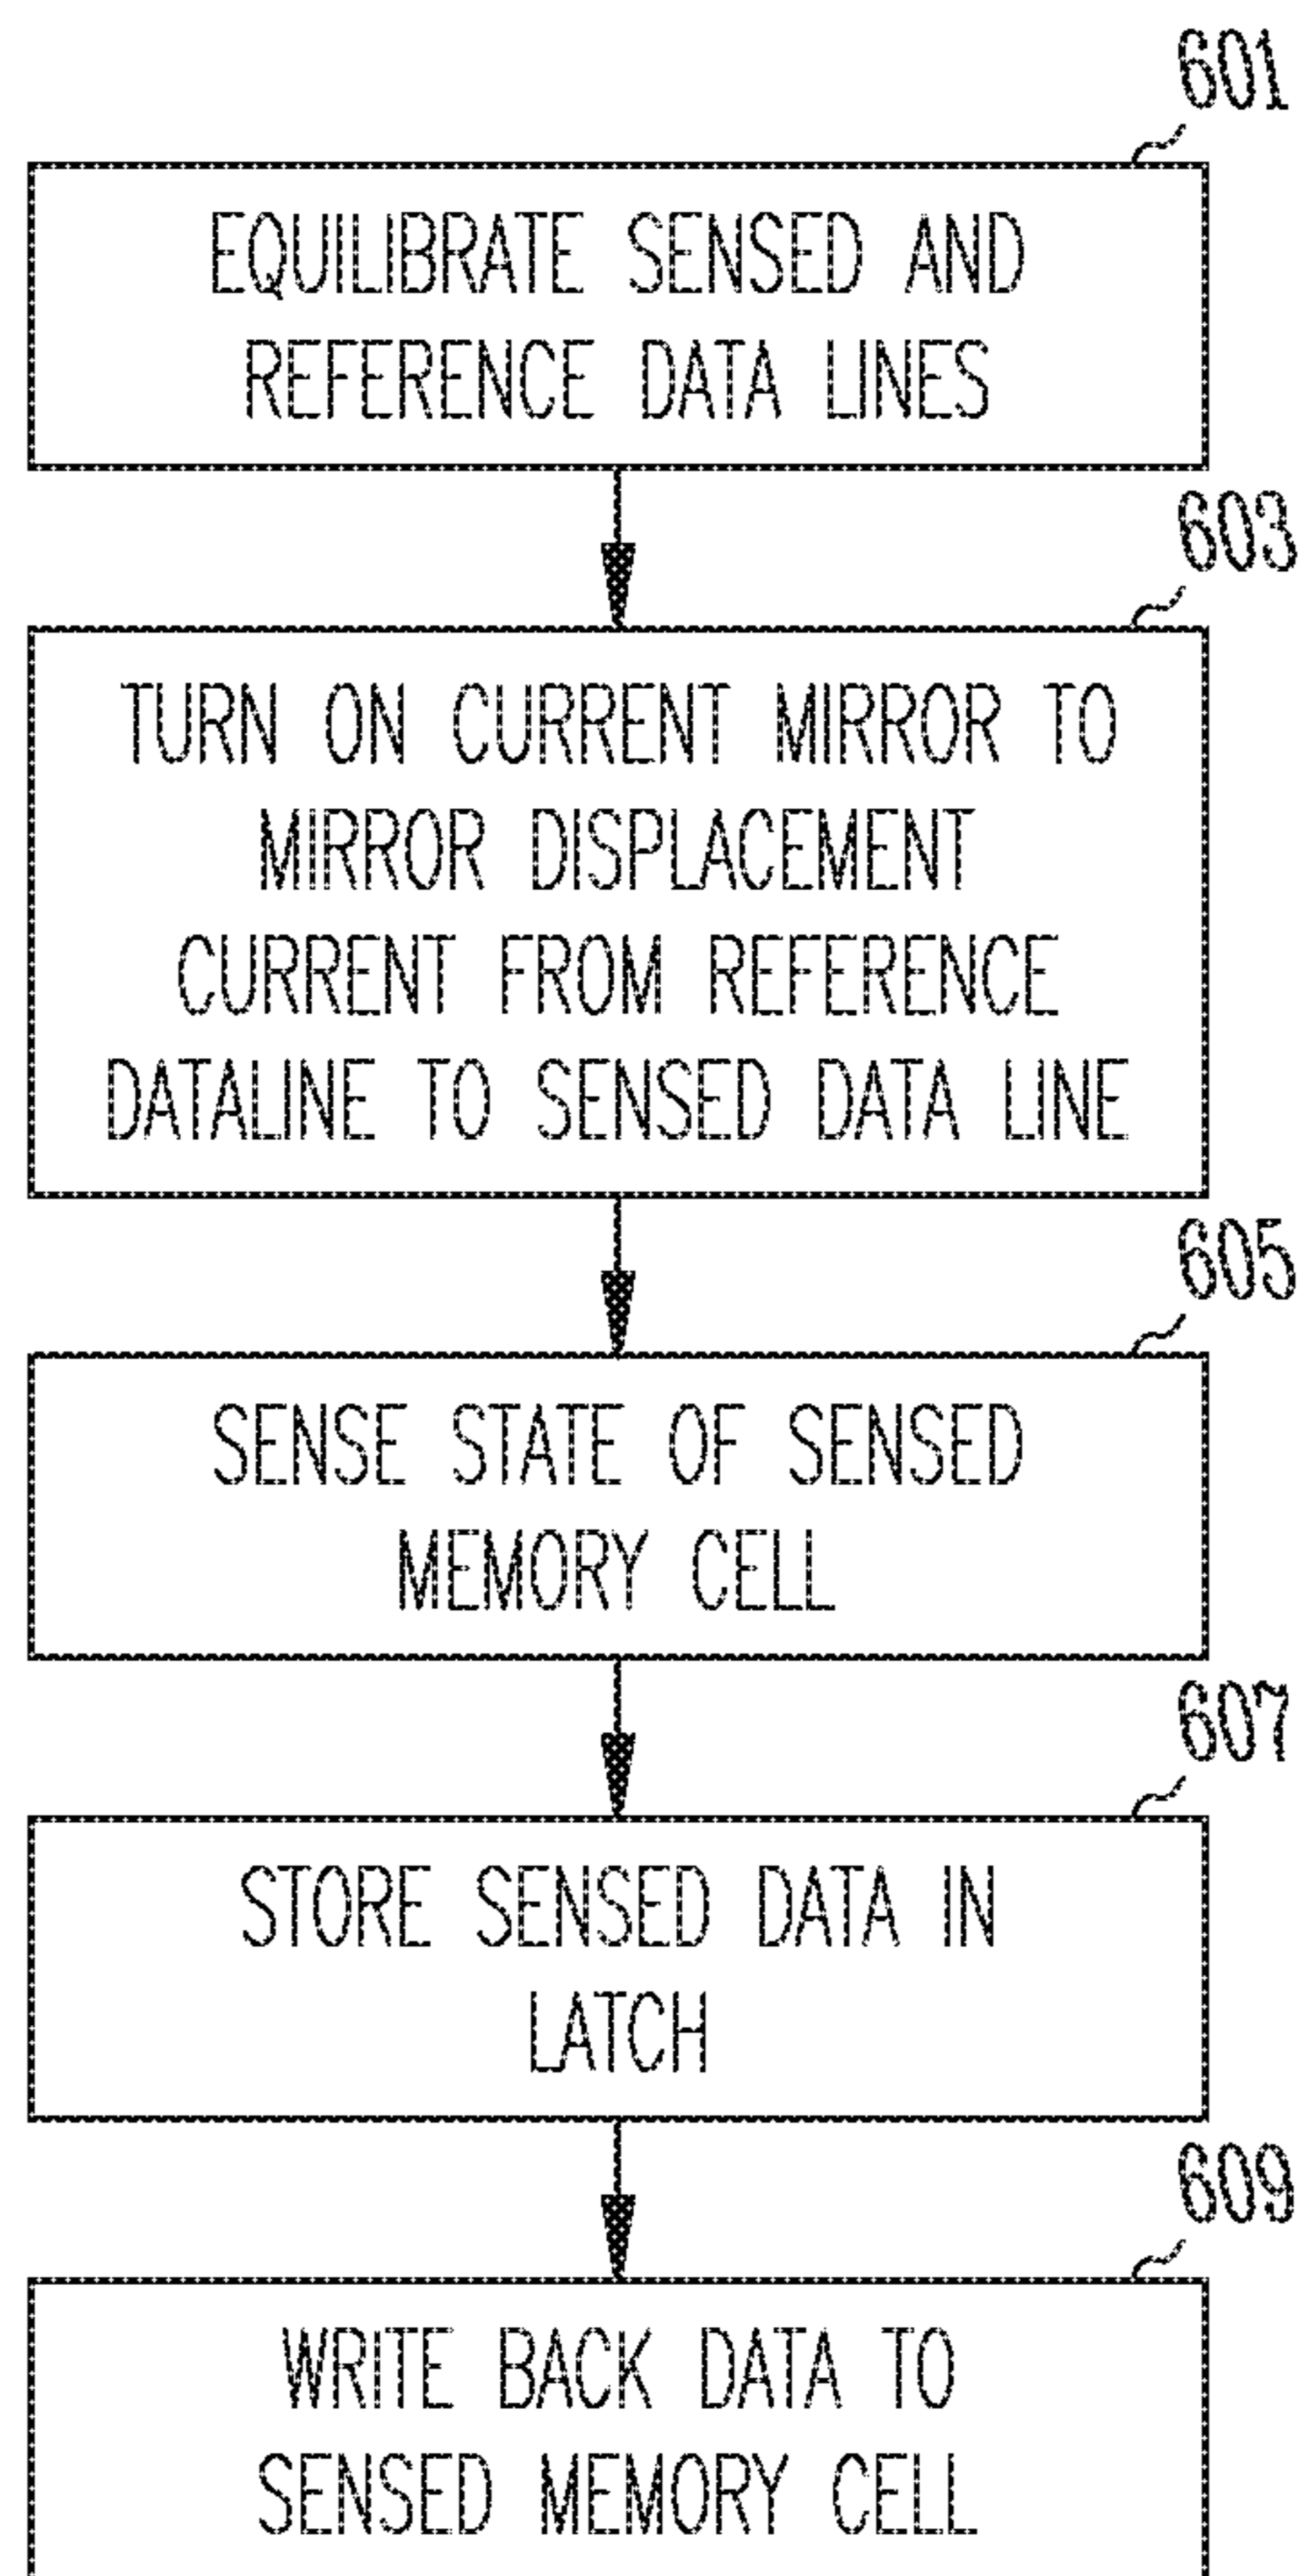 601
EQUILIBRATE SENSED AND
REFERENCE DATA LINES
603
TURN ON CURRENT MIRROR TO
MIRROR DISPLACEMENT
CURRENT FROM REFERENCE
DATALINE TO SENSED DATA LINE
605
SENSE STATE OF SENSED
MEMORY CELL
607
STORE SENSED DATA IN
LATCH
609
WRITE BACK DATA TO
SENSED MEMORY CELL